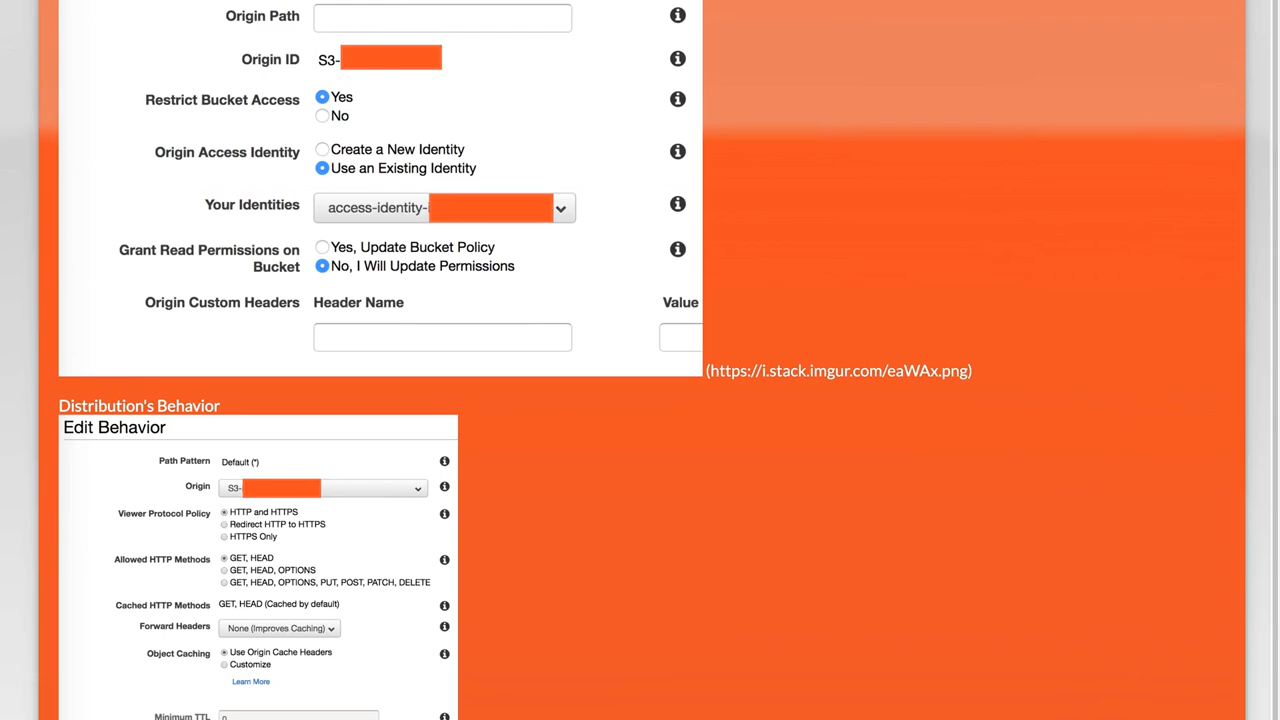 Origin Path
Origin ID S3-
Restrict Bucket Access Yes
No
Origin Access Identity Create a New Identity
Use an Existing Identity
Your Identities access-identity-
Grant Read Permissions on Bucket Yes, Update Bucket Policy
No, I Will Update Permissions
Origin Custom Headers Header Name Value
(https://i.stack.imgur.com/eaWAx.png)
Distribution's Behavior
Edit Behavior
Path Pattern Default (*)
Origin S3-
Viewer Protocol Policy HTTP and HTTPS
Redirect HTTP to HTTPS
HTTPS Only
Allowed HTTP Methods GET, HEAD
GET, HEAD, OPTIONS
GET, HEAD, OPTIONS, PUT, POST, PATCH, DELETE
Cached HTTP Methods GET, HEAD (Cached by default)
Forward Headers None (Improves Caching)
Object Caching Use Origin Cache Headers
Customize
Learn More
Minimum TTL 0